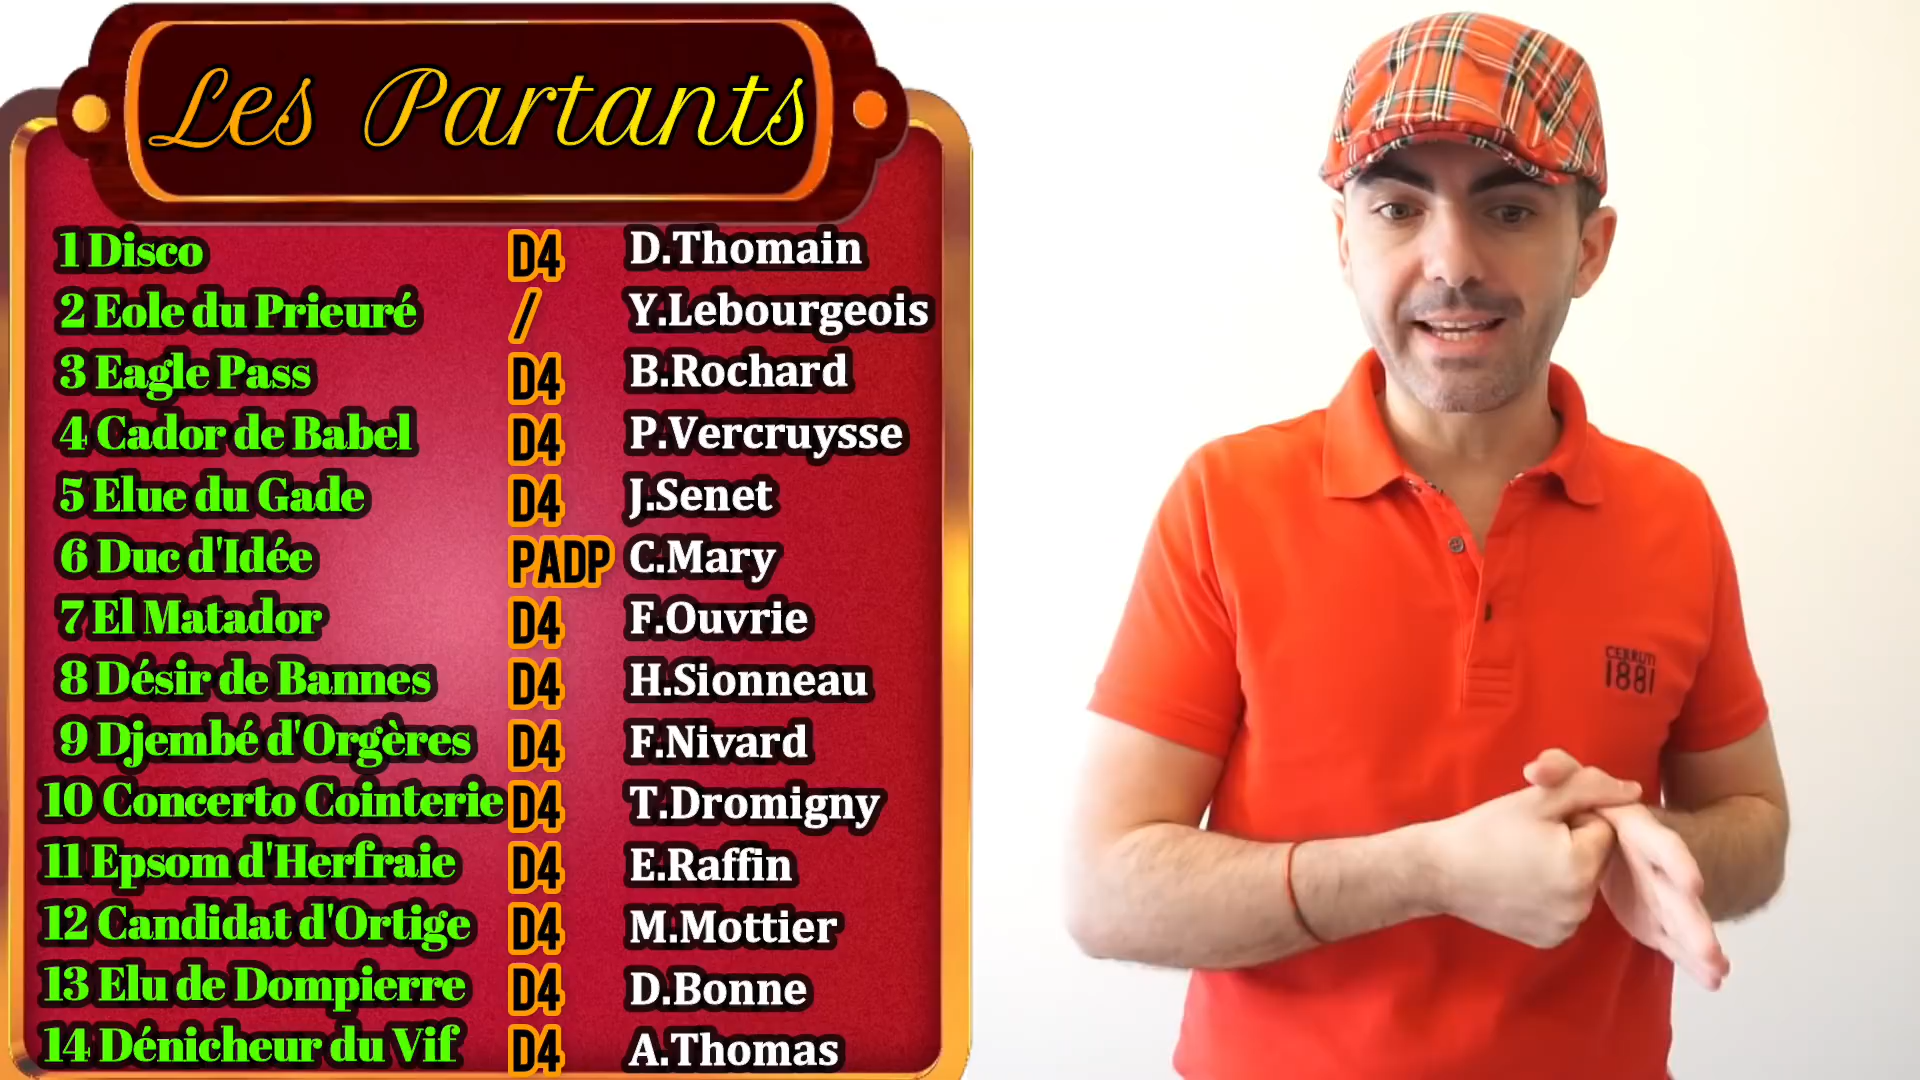 Les Partants
1 Disco D4 D.Thomain
2 Eole du Prieuré / Y.Lebourgeois
3 Eagle Pass D4 B.Rochard
4 Cador de Babel D4 P.Vercruysse
5 Elue du Gade D4 J.Senet
6 Duc d'Idée PADP C.Mary
7 El Matador D4 F.Ouvrie
8 Désir de Bannes D4 H.Sionneau
9 Djembé d'Orgères D4 F.Nivard
10 Concerto Cointerie D4 T.Dromigny
11 Epsom d'Herfraie D4 E.Raffin
12 Candidat d'Ortige D4 M.Mottier
13 Elu de Dompierre D4 D.Bonne
14 Dénicheur du Vif D4 A.Thomas
CERRUTI
1881